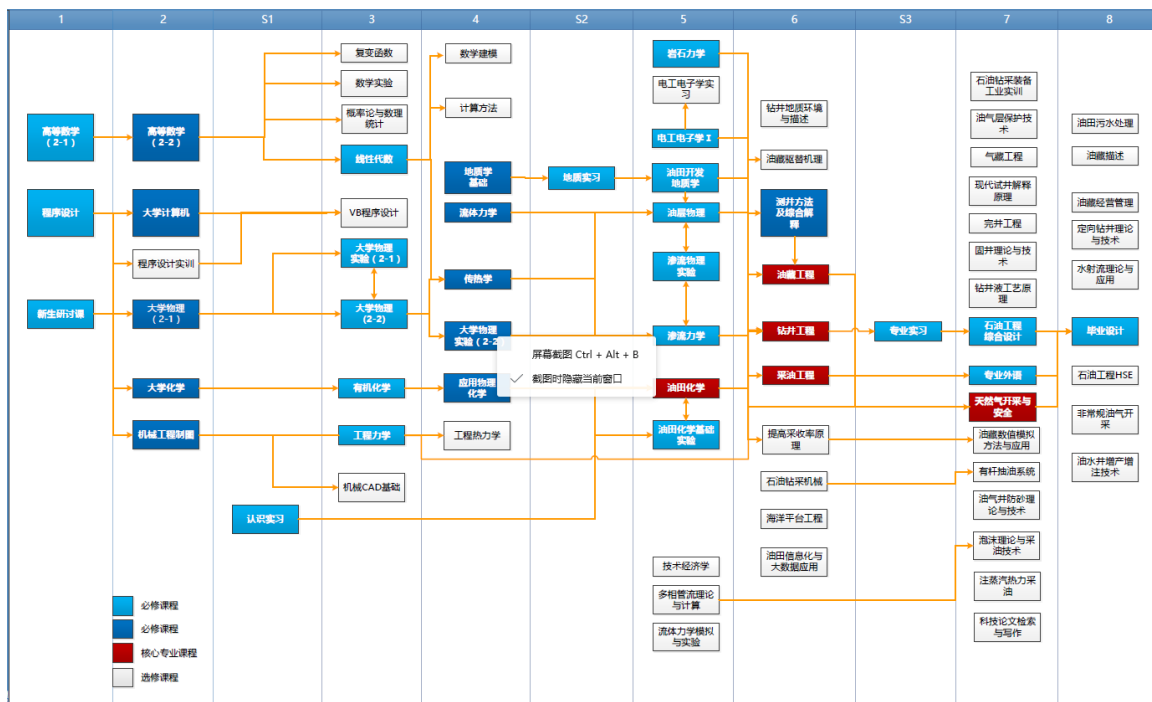 1
2
S1
3
4
S2
5
6
S3
7
8
高等数学
（2-1）
程序设计
新生研讨课
高等数学
（2-2）
大学计算机
程序设计实训
大学物理
（2-1）
大学化学
机械工程制图
认识实习
复变函数
数学实验
概率论与数理
统计
线性代数
VB程序设计
大学物理
实验（2-1）
大学物理
（2-2）
有机化学
工程力学
机械CAD基础
数学建模
计算方法
地质学
基础
流体力学
传热学
大学物理
实验（2-2）
应用物理
化学
工程热力学
地质实习
屏幕截图 Ctrl + Alt + B
截图时隐藏当前窗口
岩石力学
电工电子学实
习
电工电子学 I
油田开发
地质学
油层物理
渗流物理
实验
渗流力学
油田化学
油田化学基础
实验
技术经济学
多相管流理论
与计算
流体力学模拟
与实验
钻井地质环境
与描述
油藏驱替机理
测井方法
及综合解
释
油藏工程
钻井工程
采油工程
提高采收率原
理
石油钻采机械
海洋平台工程
油田信息化与
大数据应用
专业实习
石油钻采装备
工业实训
油气层保护技
术
气藏工程
现代试井解释
原理
完井工程
固井理论与技
术
钻井液工艺原
理
石油工程
综合设计
专业外语
天然气开采与
安全
油藏数值模拟
方法与应用
有杆抽油系统
油气井防砂理
论与技术
泡沫理论与采
油技术
注蒸汽热力采
油
科技论文检索
与写作
油田污水处理
油藏描述
油藏经营管理
定向钻井理论
与技术
水射流理论与
应用
毕业设计
石油工程HSE
非常规油气开
采
油水井增产增
注技术
必修课程
必修课程
核心专业课程
选修课程